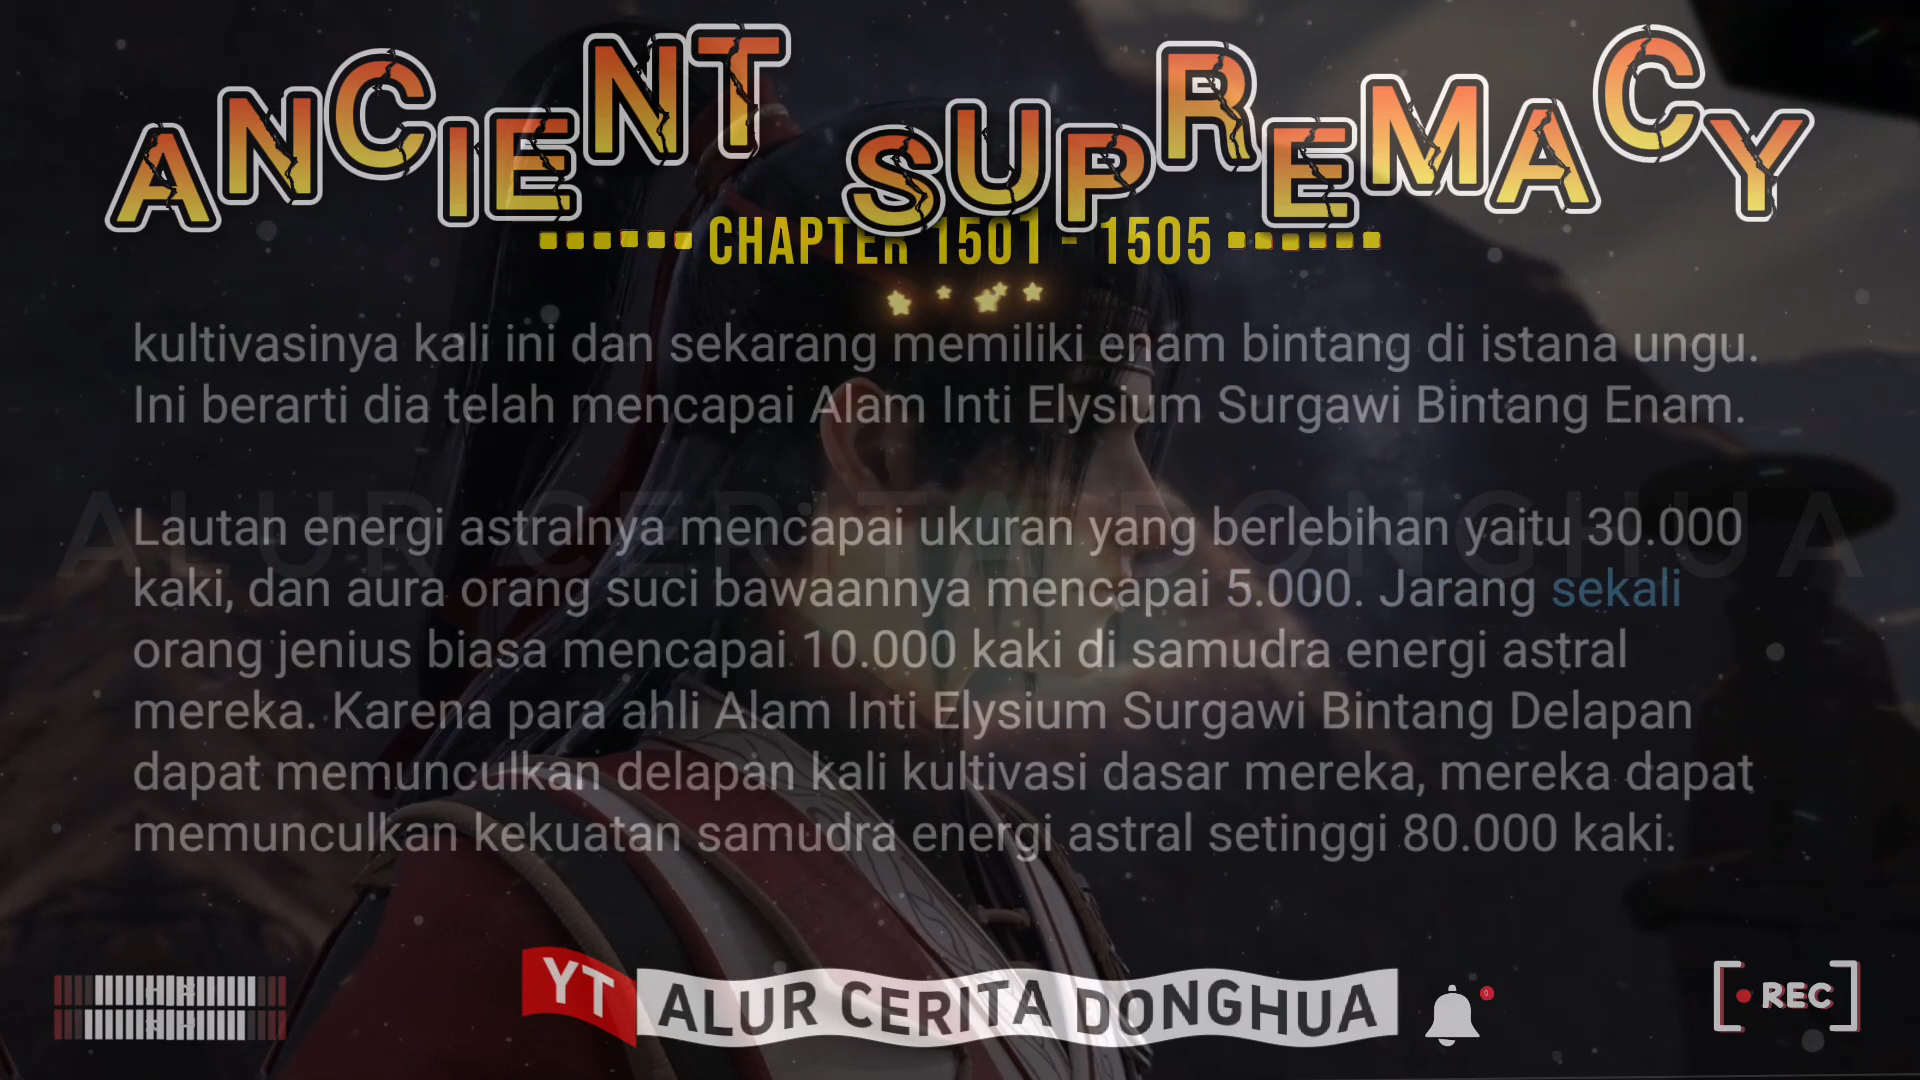 ANCIENT SUPREMACY
CHAPTER 1501 - 1505
kultivasinya kali ini dan sekarang memiliki enam bintang di istana ungu.
Ini berarti dia telah mencapai Alam Inti Elysium Surgawi Bintang Enam.
ALUR CERITA DONGHUA
Lautan energi astralnya mencapai ukuran yang berlebihan yaitu 30.000
kaki, dan aura orang suci bawaannya mencapai 5.000. Jarang sekali
orang jenius biasa mencapai 10.000 kaki di samudra energi astral
mereka. Karena para ahli Alam Inti Elysium Surgawi Bintang Delapan
dapat memunculkan delapan kali kultivasi dasar mereka, mereka dapat
memunculkan kekuatan samudra energi astral setinggi 80.000 kaki.
YT ALUR CERITA DONGHUA
REC